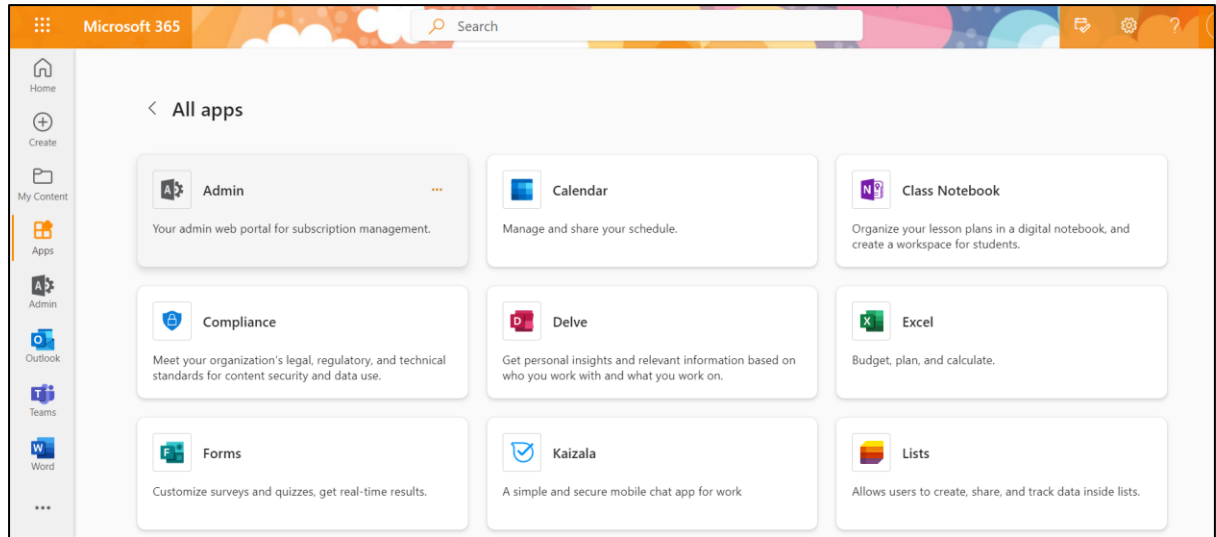 Microsoft 365
Search
?
Home
Create
My Content
Apps
Admin
Outlook
Teams
Word
All apps
Admin
Your admin web portal for subscription management.
Calendar
Manage and share your schedule.
Class Notebook
Organize your lesson plans in a digital notebook, and
create a workspace for students.
Compliance
Meet your organization's legal, regulatory, and technical
standards for content security and data use.
Delve
Get personal insights and relevant information based on
who you work with and what you work on.
Excel
Budget, plan, and calculate.
Forms
Customize surveys and quizzes, get real-time results.
Kaizala
A simple and secure mobile chat app for work
Lists
Allows users to create, share, and track data inside lists.